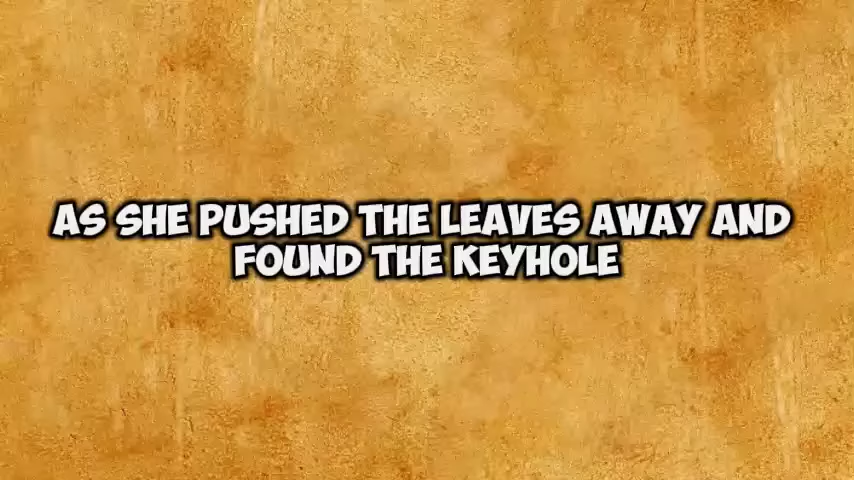 AS SHE PUSHED THE LEAVES AWAY AND
FOUND THE KEYHOLE